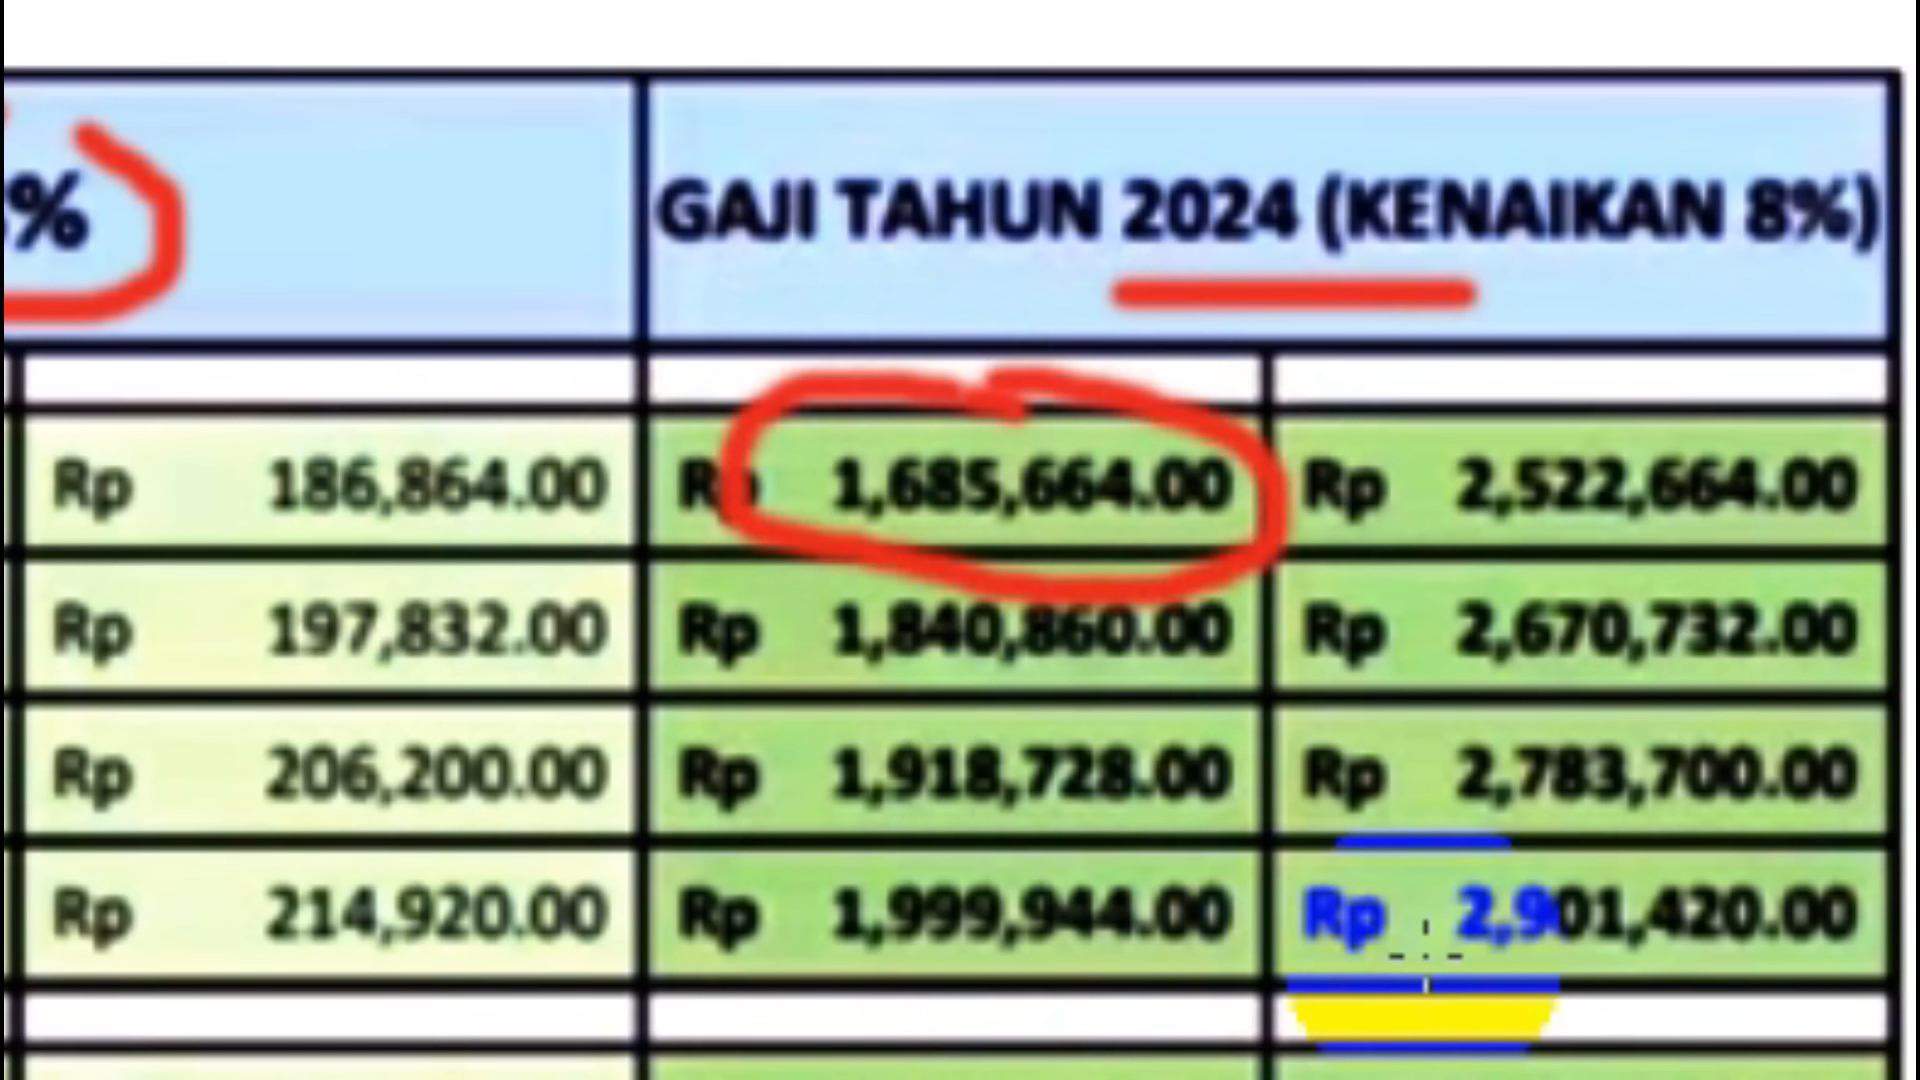 %
GAJI TAHUN 2024 (KENAIKAN 8%)
Rp 186,864.00 Rp 1,685,664.00 Rp 2,522,664.00
Rp 197,832.00 Rp 1,840,860.00 Rp 2,670,732.00
Rp 206,200.00 Rp 1,918,728.00 Rp 2,783,700.00
Rp 214,920.00 Rp 1,999,944.00 Rp 2,901,420.00